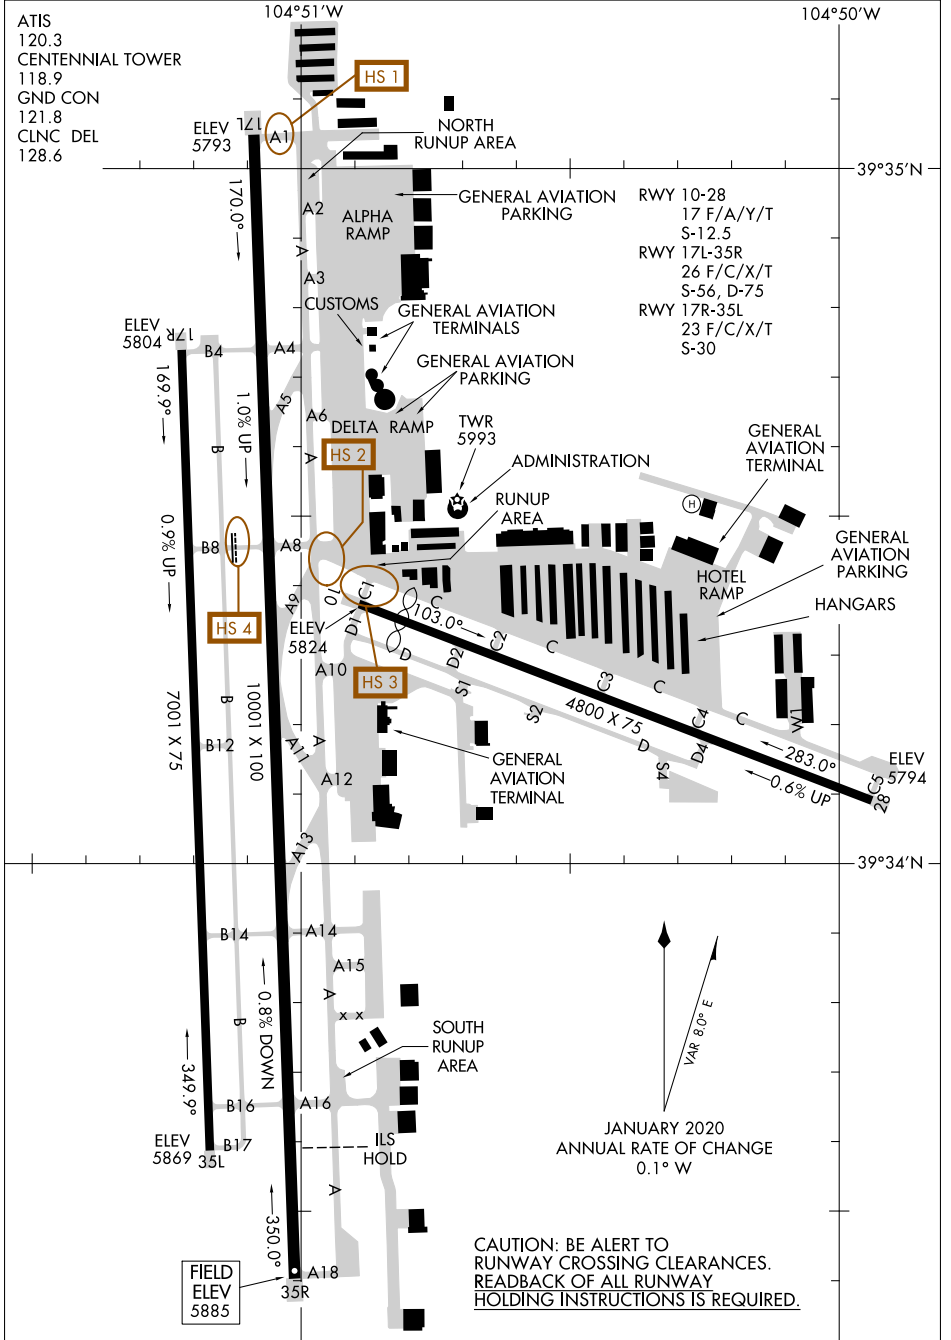 ATIS
120.3
CENTENNIAL TOWER
118.9
GND CON
121.8
CLNC DEL
128.6
104°51'W
104°50'W
HS 1
ELEV
5793
17L
A1
NORTH
RUNUP AREA
39°35'N
170.0°
A2
ALPHA
RAMP
GENERAL AVIATION
PARKING
RWY 10-28
17 F/A/Y/T
S-12.5
RWY 17L-35R
26 F/C/X/T
S-56, D-75
RWY 17R-35L
23 F/C/X/T
S-30
A
A3
CUSTOMS
GENERAL AVIATION
TERMINALS
ELEV
5804
17R
B4
A4
GENERAL AVIATION
PARKING
169.9°
1.0% UP
A5
A6
DELTA RAMP
TWR
5993
B
A
HS 2
ADMINISTRATION
GENERAL
AVIATION
TERMINAL
RUNUP
AREA
H
0.9% UP
B8
A8
GENERAL
AVIATION
PARKING
HOTEL
RAMP
HANGARS
A9
10
C1
C
HS 4
ELEV
5824
D1
103.0°
C2
C
D
D2
A10
HS 3
S1
C3
C
7001 X 75
10001 X 100
B
S2
4800 X 75
C4
C
W1
B12
A11
A
D
D4
283.0°
ELEV
5794
A12
GENERAL
AVIATION
TERMINAL
S4
0.6% UP
C5
28
A13
39°34'N
B14
A14
A15
0.8% DOWN
A
B
X X
SOUTH
RUNUP
AREA
VAR 8.0° E
349.9°
B16
A16
ELEV
5869
35L
B17
ILS
HOLD
JANUARY 2020
ANNUAL RATE OF CHANGE
0.1° W
A
350.0°
FIELD
ELEV
5885
A18
35R
CAUTION: BE ALERT TO
RUNWAY CROSSING CLEARANCES.
READBACK OF ALL RUNWAY
HOLDING INSTRUCTIONS IS REQUIRED.